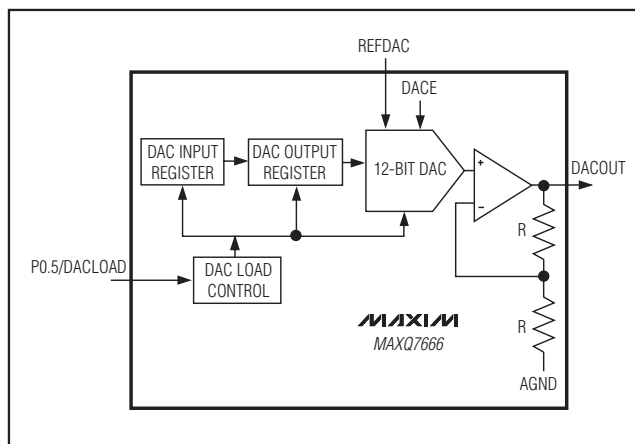 REFDAC
DACE
DAC INPUT
REGISTER
DAC OUTPUT
REGISTER
12-BIT DAC
+
-
DACOUT
R
P0.5/DACLOAD
DAC LOAD
CONTROL
MAXIM
MAXQ7666
R
AGND